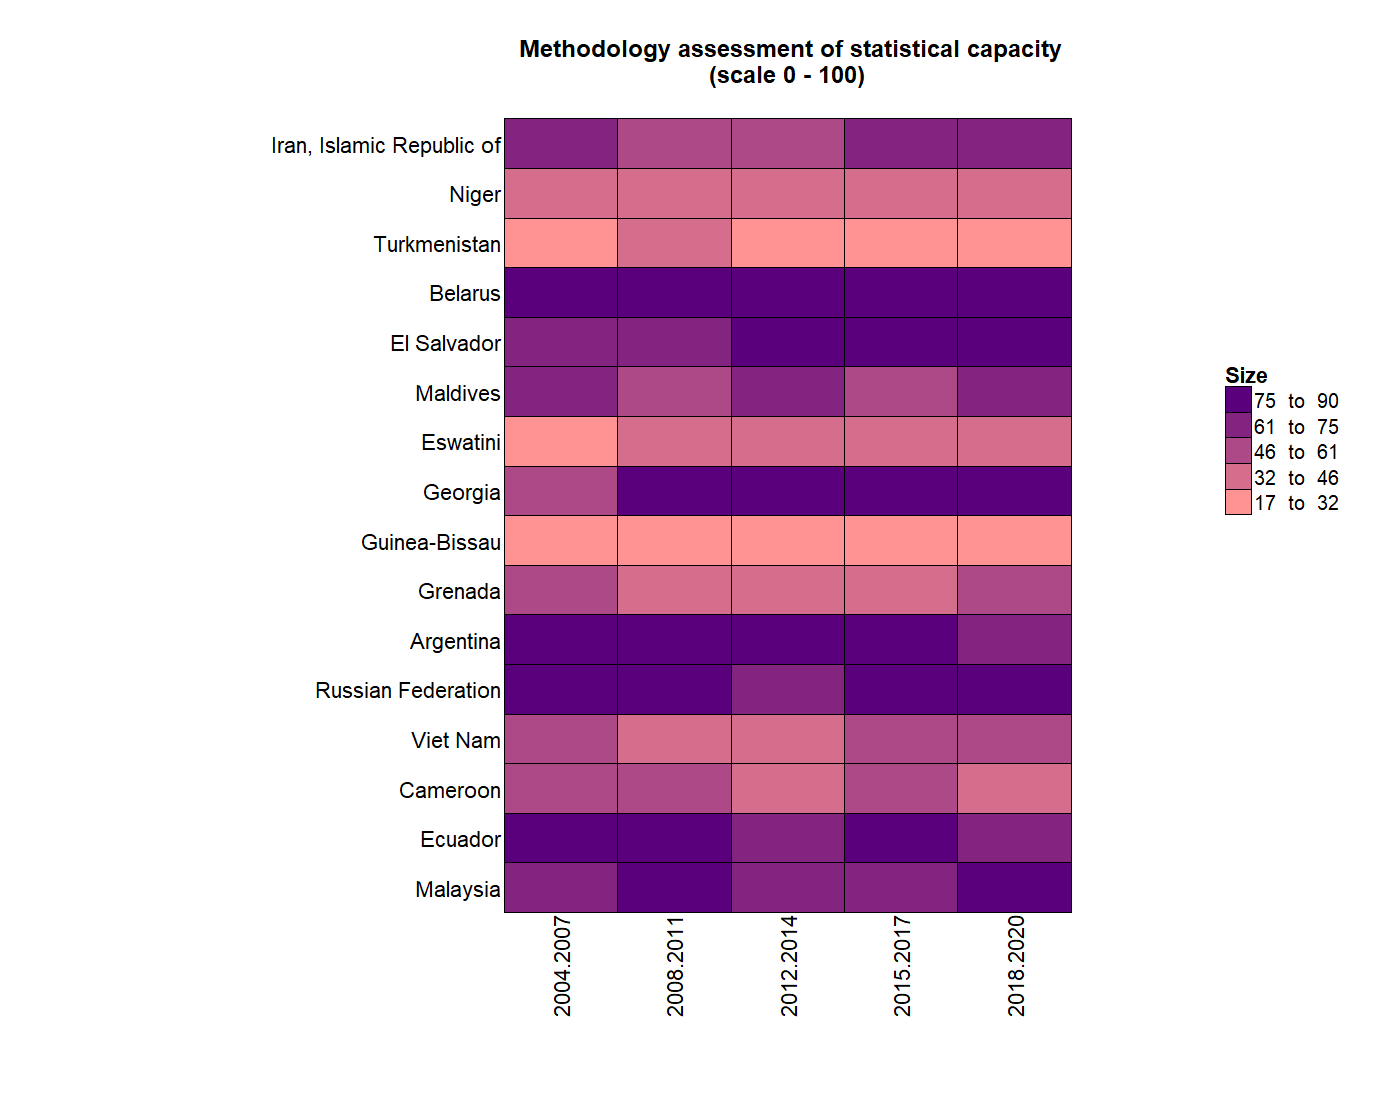 Methodology assessment of statistical capacity
(scale 0 - 100)
Iran, Islamic Republic of
Niger
Turkmenistan
Belarus
El Salvador
Maldives
Eswatini
Georgia
Guinea-Bissau
Grenada
Argentina
Russian Federation
Viet Nam
Cameroon
Ecuador
Malaysia
2004.2007
2008.2011
2012.2014
2015.2017
2018.2020
Size
75 to 90
61 to 75
46 to 61
32 to 46
17 to 32